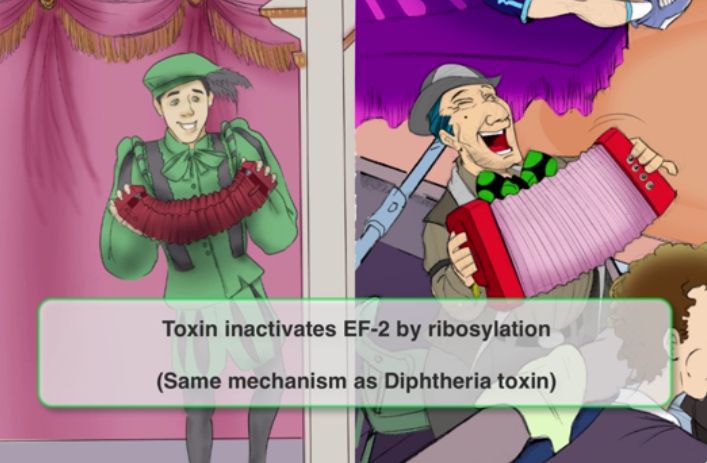 Toxin inactivates EF-2 by ribosylation
(Same mechanism as Diphtheria toxin)